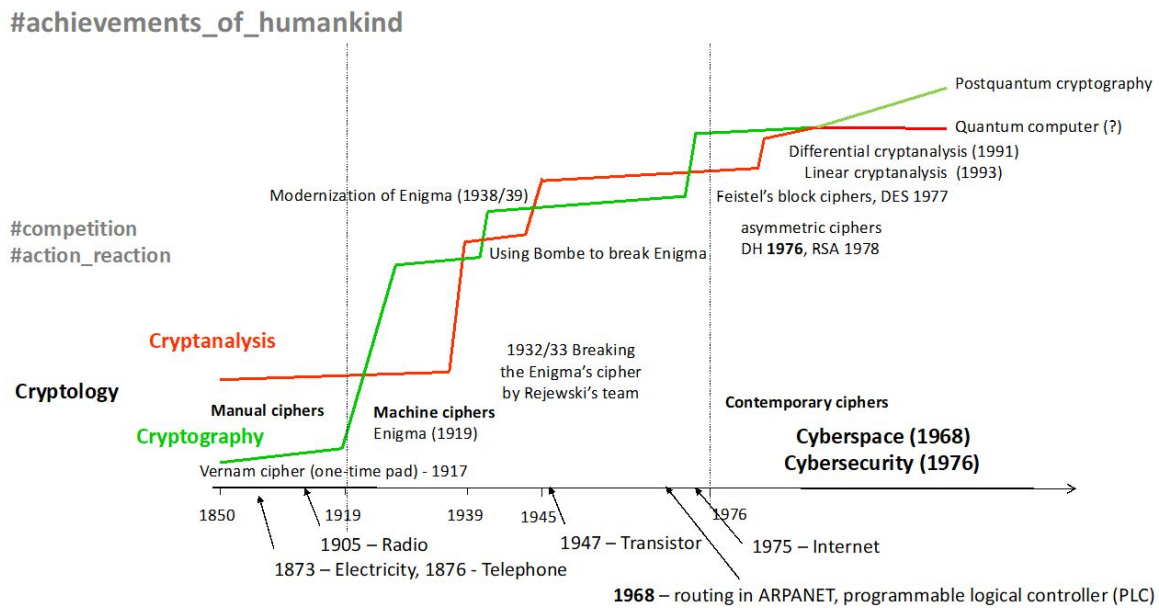 #achievements_of_humankind
Postquantum cryptography
Quantum computer (?)
Differential cryptanalysis (1991)
Linear cryptanalysis (1993)
Modernization of Enigma (1938/39)
Feistel's block ciphers, DES 1977
#competition
#action_reaction
asymmetric ciphers
DH 1976, RSA 1978
Using Bombe to break Enigma
Cryptanalysis
1932/33 Breaking
the Enigma's cipher
by Rejewski's team
Cryptology
Manual ciphers
Machine ciphers
Enigma (1919)
Contemporary ciphers
Cryptography
Cyberspace (1968)
Cybersecurity (1976)
Vernam cipher (one-time pad) - 1917
1850
1919
1939
1945
1976
1905 – Radio
1947 – Transistor
1975 – Internet
1873 – Electricity, 1876 - Telephone
1968 – routing in ARPANET, programmable logical controller (PLC)